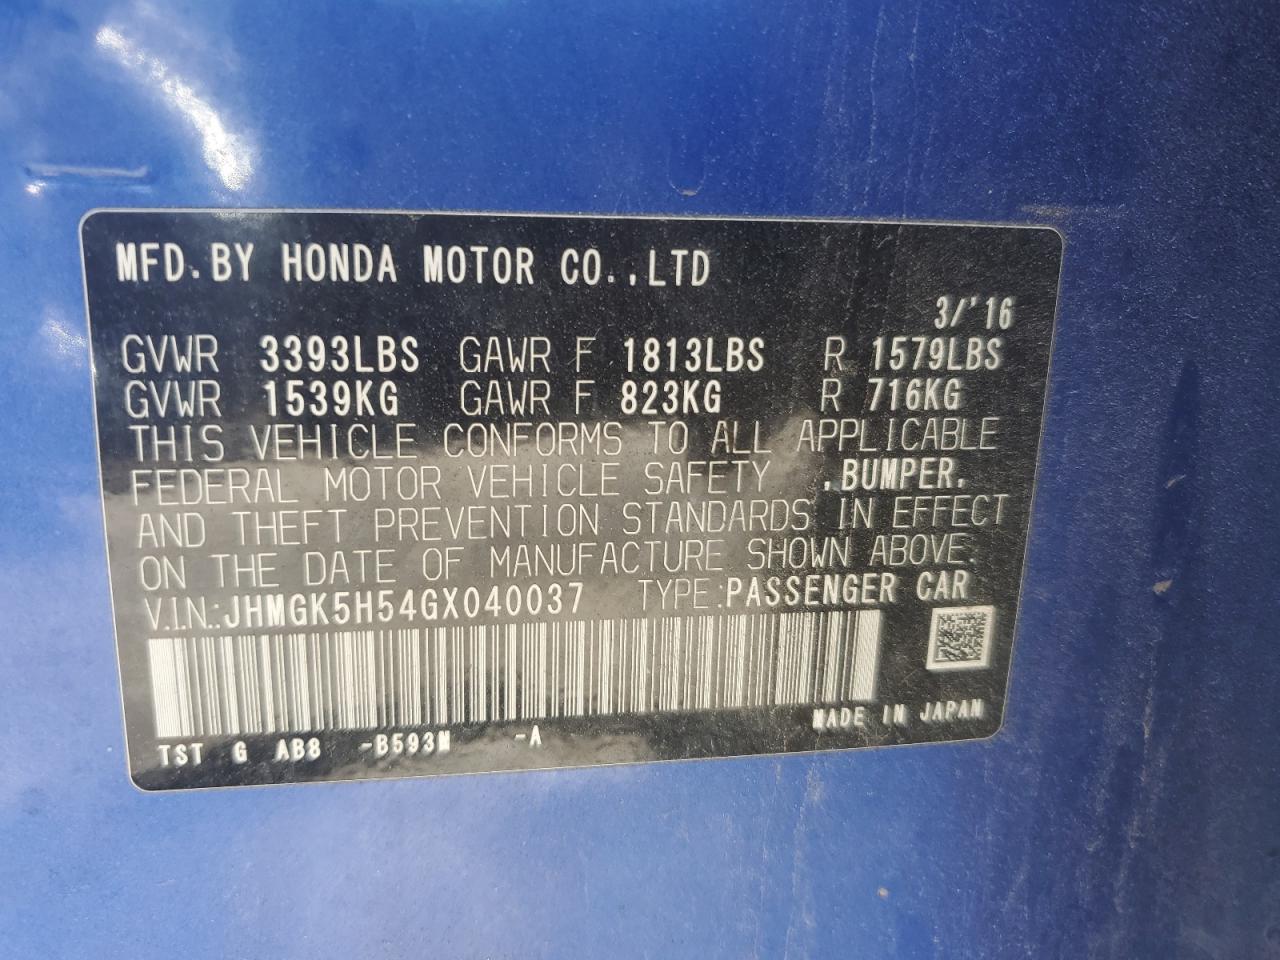 MFD.BY HONDA MOTOR CO.,LTD
3/'16
GVWR 3393LBS GAWR F 1813LBS R 1579LBS
GVWR 1539KG GAWR F 823KG R 716KG
THIS VEHICLE CONFORMS TO ALL APPLICABLE
FEDERAL MOTOR VEHICLE SAFETY ,BUMPER,
AND THEFT PREVENTION STANDARDS IN EFFECT
ON THE DATE OF MANUFACTURE SHOWN ABOVE.
V.I.N.:JHMGK5H54GX040037 TYPE:PASSENGER CAR
MADE IN JAPAN
TST G AB8 -B593M -A